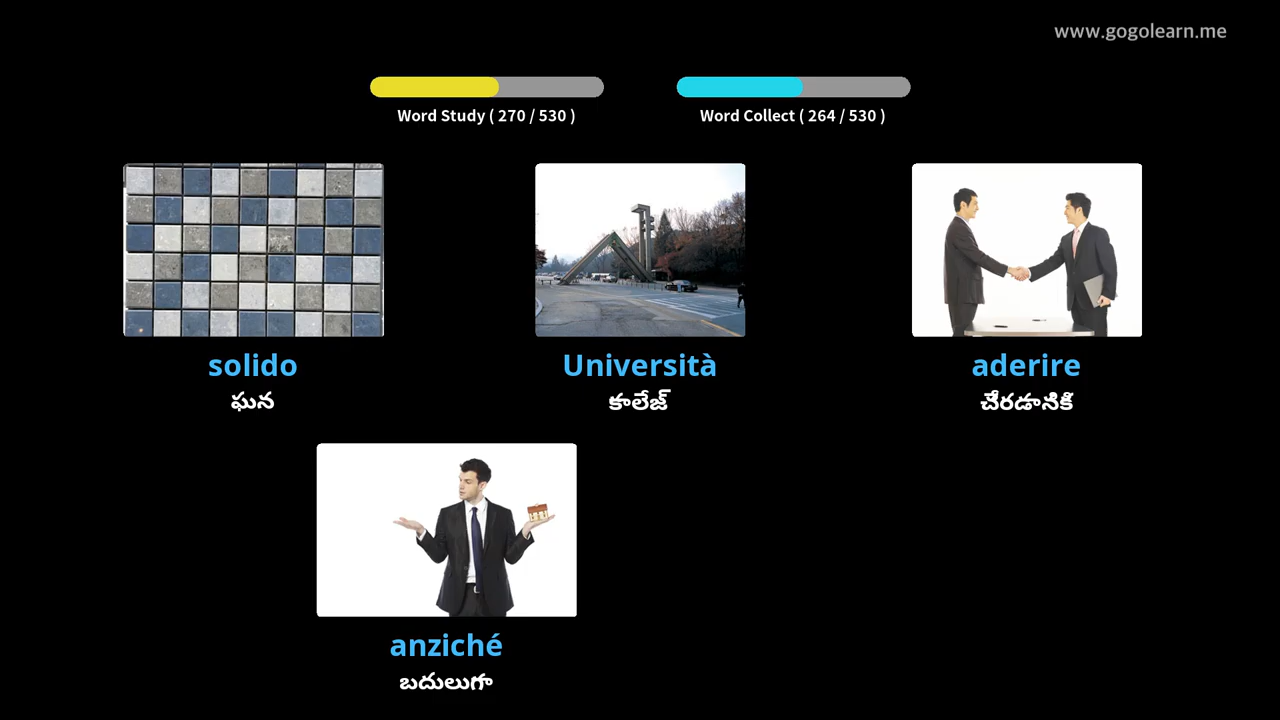 www.gogolearn.me
Word Study ( 270 / 530 )
Word Collect ( 264 / 530 )
solido
ఘన
Università
కాలేజ్
aderire
చేరడానికి
anziché
బదులుగా